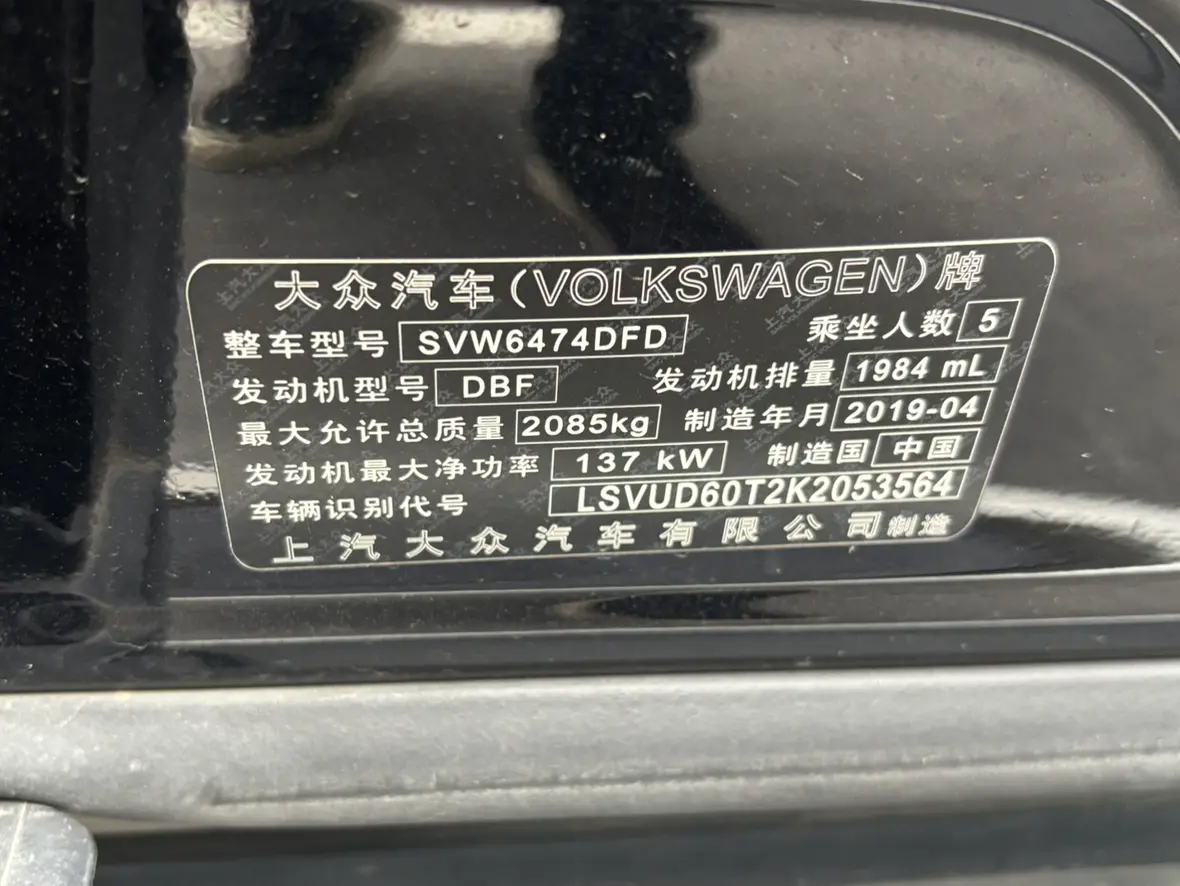 大众汽车(VOLKSWAGEN)牌
整车型号 SVW6474DFD 乘坐人数 5
发动机型号 DBF 发动机排量 1984 mL
最大允许总质量 2085kg 制造年月 2019-04
发动机最大净功率 137 kW 制造国 中国
车辆识别代号 LSVUD60T2K2053564
上汽大众汽车有限公司制造